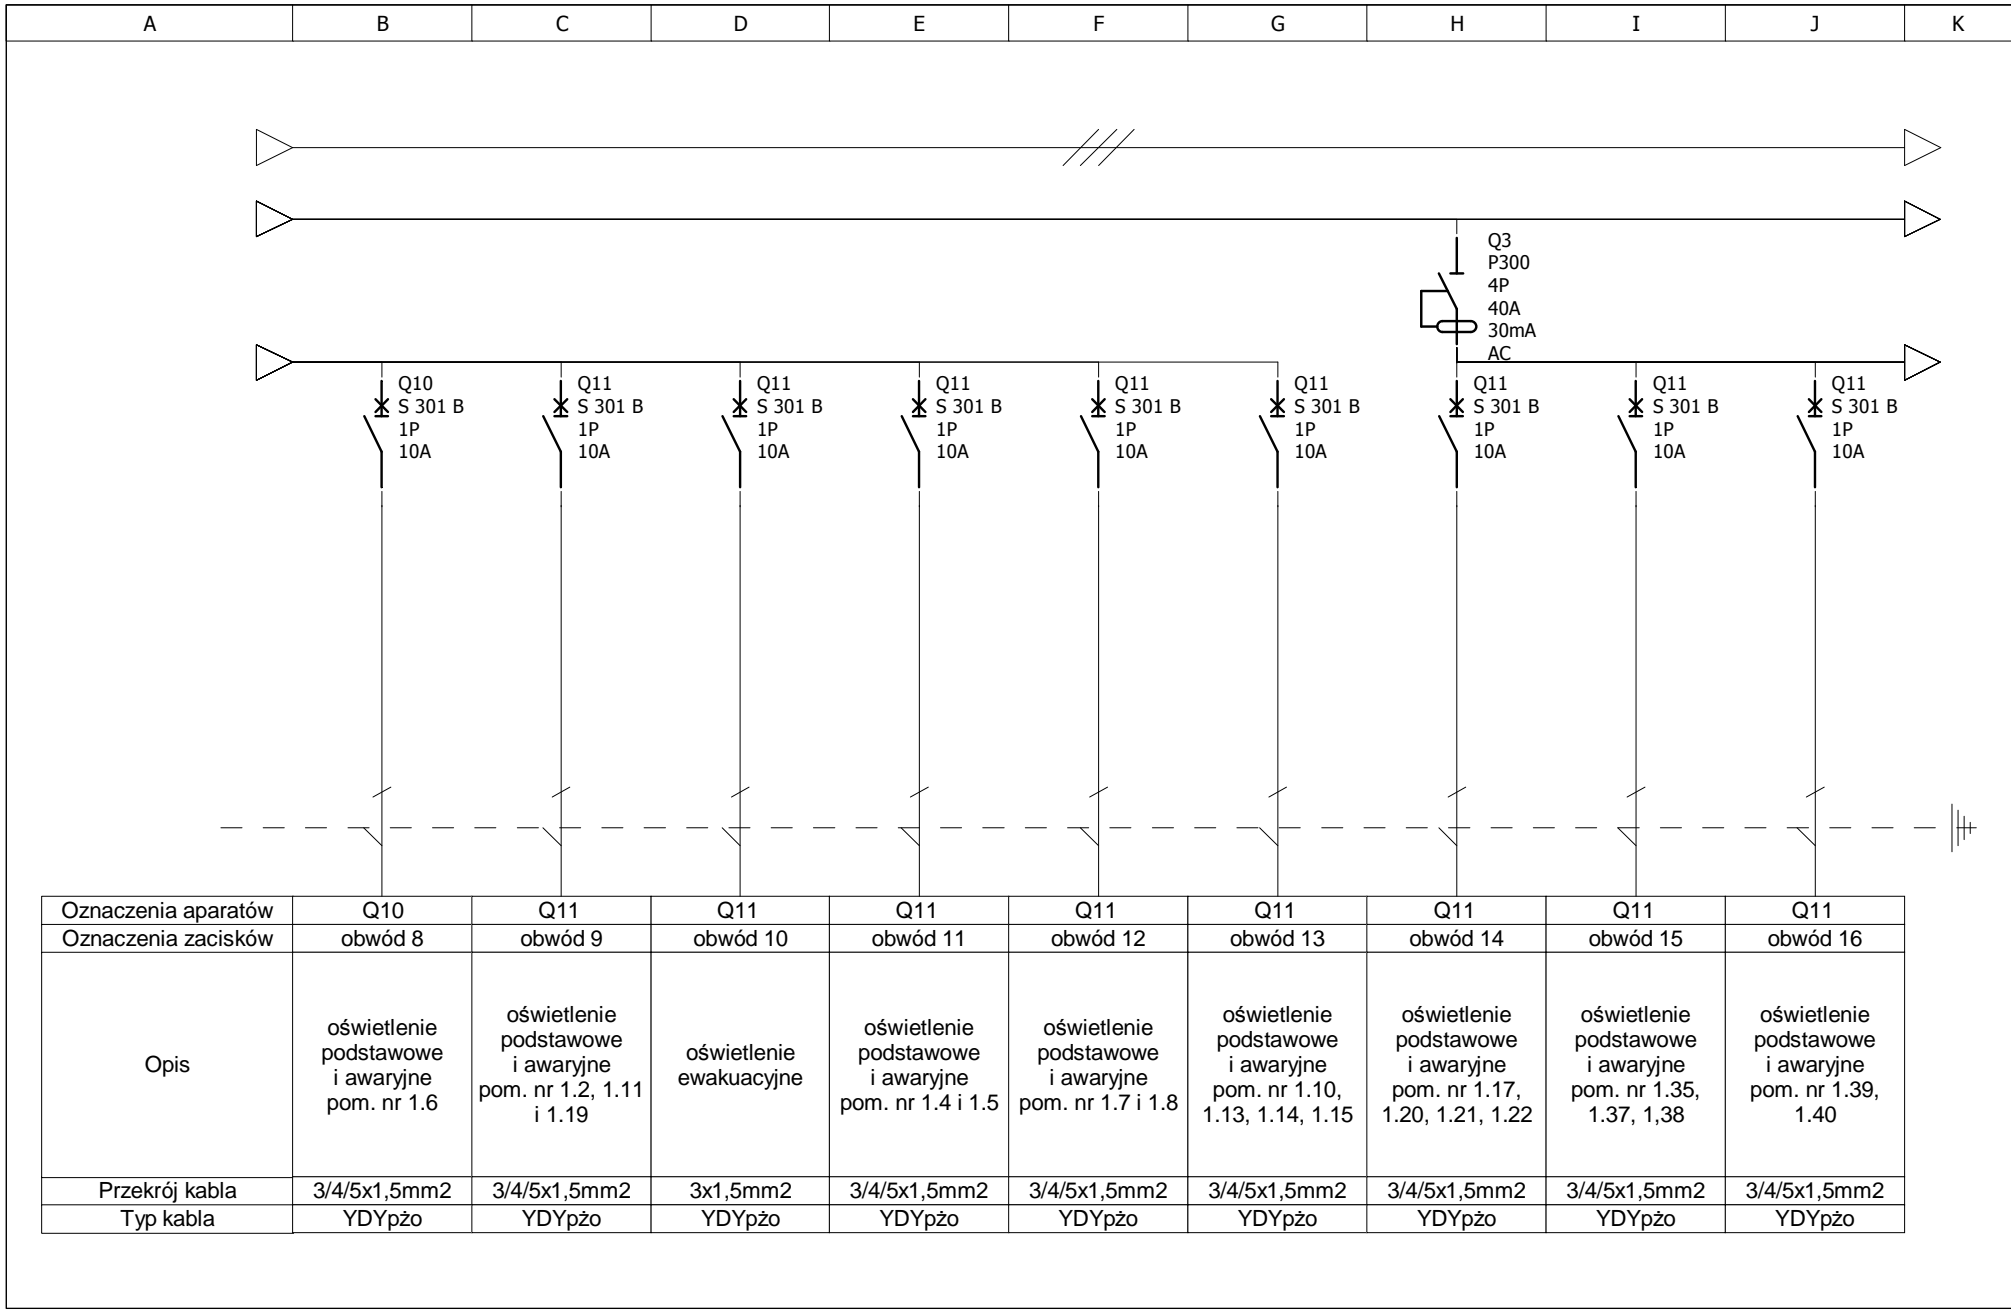 A B C D E F G H I J K
Q3
P300
4P
40A
30mA
AC
Q10 Q11 Q11 Q11 Q11 Q11 Q11 Q11 Q11
S 301 B S 301 B S 301 B S 301 B S 301 B S 301 B S 301 B S 301 B S 301 B
1P 1P 1P 1P 1P 1P 1P 1P 1P
10A 10A 10A 10A 10A 10A 10A 10A 10A
Oznaczenia aparatów Q10 Q11 Q11 Q11 Q11 Q11 Q11 Q11 Q11
Oznaczenia zacisków obwód 8 obwód 9 obwód 10 obwód 11 obwód 12 obwód 13 obwód 14 obwód 15 obwód 16
Opis
oświetlenie
podstawowe
i awaryjne
pom. nr 1.6
oświetlenie
podstawowe
i awaryjne
pom. nr 1.2, 1.11
i 1.19
oświetlenie
ewakuacyjne
oświetlenie
podstawowe
i awaryjne
pom. nr 1.4 i 1.5
oświetlenie
podstawowe
i awaryjne
pom. nr 1.7 i 1.8
oświetlenie
podstawowe
i awaryjne
pom. nr 1.10,
1.13, 1.14, 1.15
oświetlenie
podstawowe
i awaryjne
pom. nr 1.17,
1.20, 1.21, 1.22
oświetlenie
podstawowe
i awaryjne
pom. nr 1.35,
1.37, 1,38
oświetlenie
podstawowe
i awaryjne
pom. nr 1.39,
1.40
Przekrój kabla 3/4/5x1,5mm2 3/4/5x1,5mm2 3x1,5mm2 3/4/5x1,5mm2 3/4/5x1,5mm2 3/4/5x1,5mm2 3/4/5x1,5mm2 3/4/5x1,5mm2 3/4/5x1,5mm2
Typ kabla YDYpżo YDYpżo YDYpżo YDYpżo YDYpżo YDYpżo YDYpżo YDYpżo YDYpżo